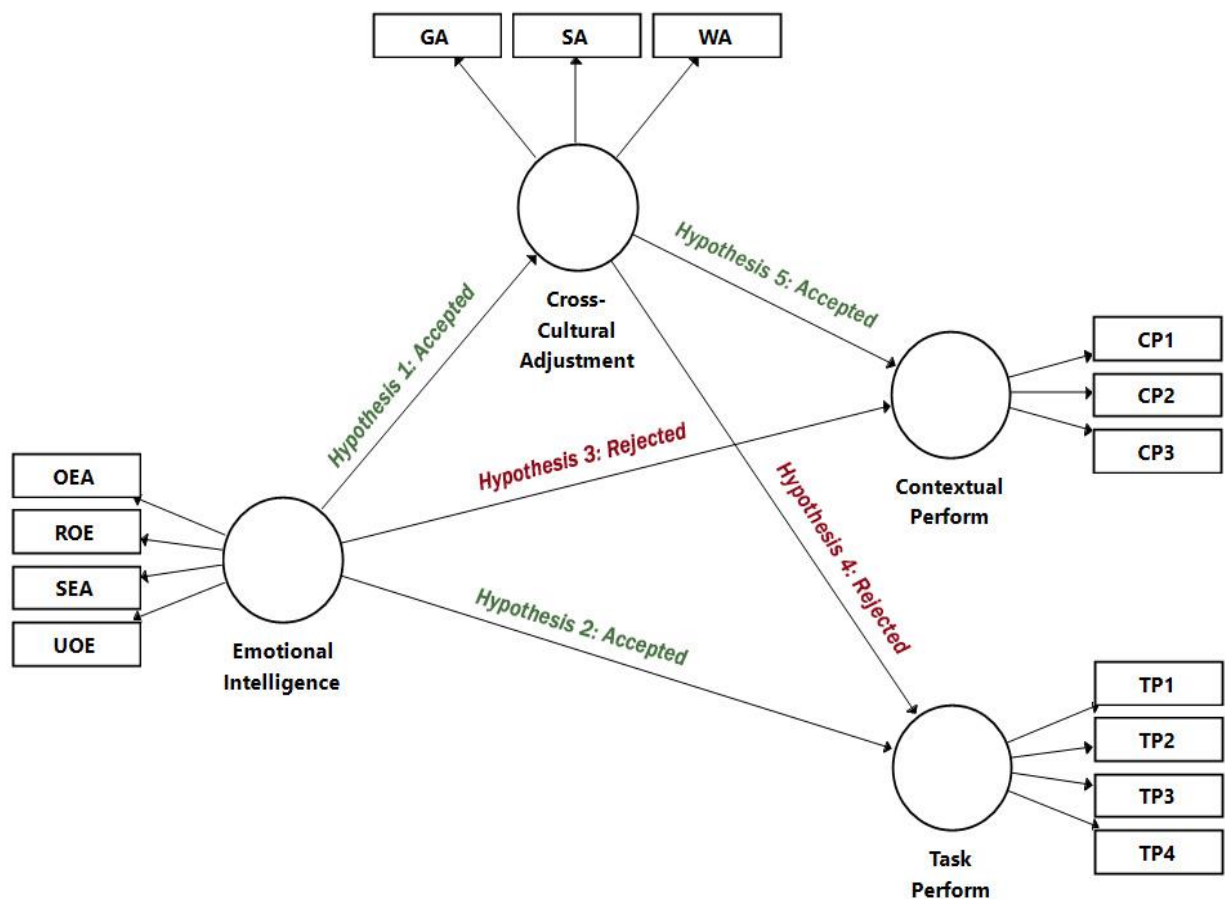 GA
SA
WA
Cross-
Cultural
Adjustment
Hypothesis 1: Accepted
Hypothesis 5: Accepted
Hypothesis 3: Rejected
Hypothesis 4: Rejected
Hypothesis 2: Accepted
OEA
ROE
SEA
UOE
Emotional
Intelligence
CP1
CP2
CP3
Contextual
Perform
TP1
TP2
TP3
TP4
Task
Perform